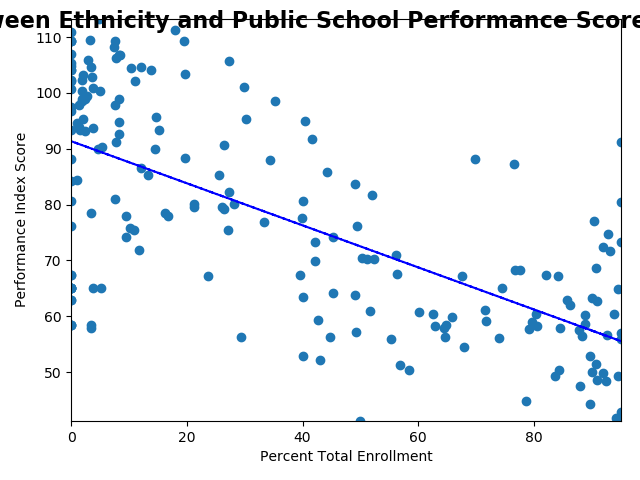 ween Ethnicity and Public School Performance Score
110
100
90
80
70
60
50
Performance Index Score
0 20 40 60 80
Percent Total Enrollment